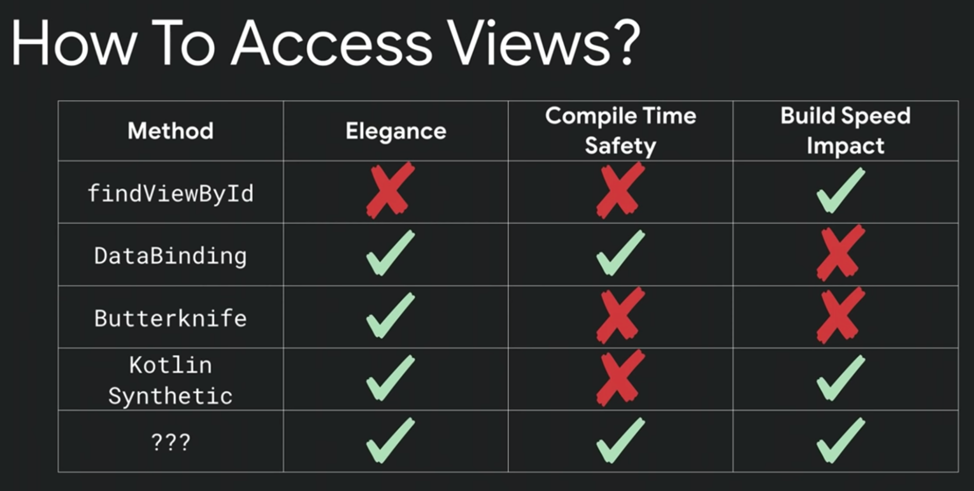 How To Access Views?
Method
Elegance
Compile Time
Safety
Build Speed
Impact
findViewById
DataBinding
Butterknife
Kotlin
Synthetic
???